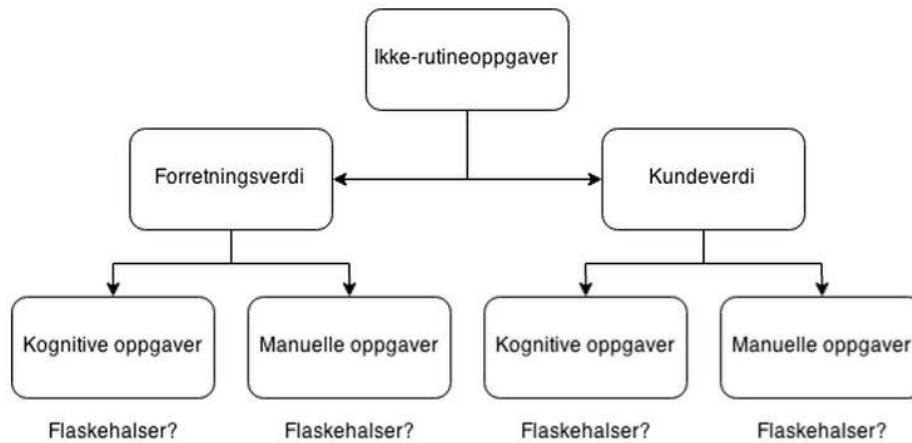 Ikke-rutineoppgaver
Forretningsverdi
Kundeverdi
Kognitive oppgaver
Manuelle oppgaver
Kognitive oppgaver
Manuelle oppgaver
Flaskehalser?
Flaskehalser?
Flaskehalser?
Flaskehalser?